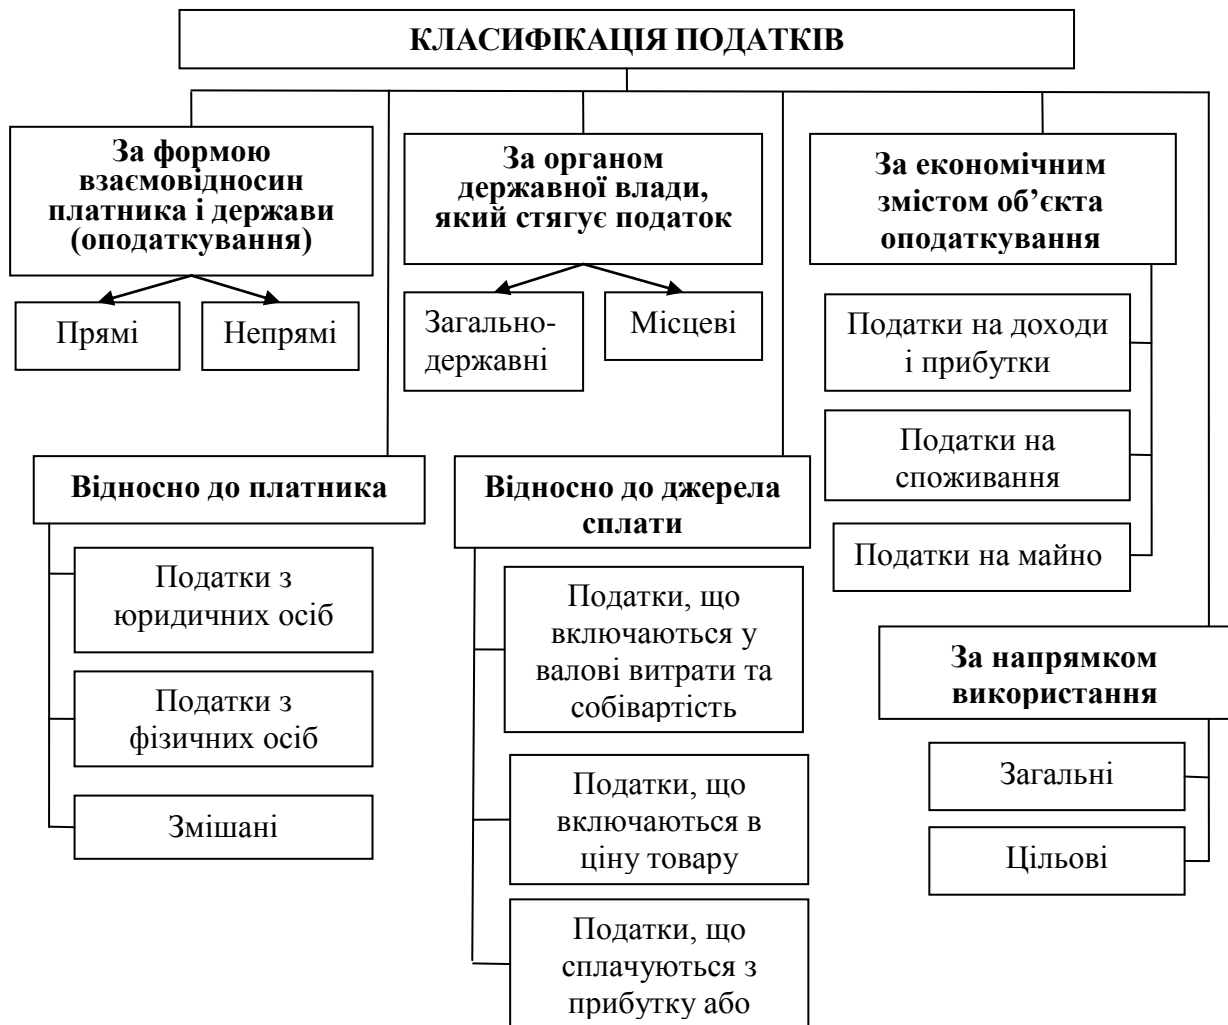 КЛАСИФІКАЦІЯ ПОДАТКІВ
За формою
взаємовідносин
платника і держави
(оподаткування)
Прямі
Непрямі
За органом
державної влади,
який стягує податок
Загально-
державні
Місцеві
За економічним
змістом об’єкта
оподаткування
Податки на доходи
і прибутки
Податки на
споживання
Податки на майно
Відносно до платника
Податки з
юридичних осіб
Податки з
фізичних осіб
Змішані
Відносно до джерела
сплати
Податки, що
включаються у
валові витрати та
собівартість
Податки, що
включаються в
ціну товару
Податки, що
сплачуються з
прибутку або
За напрямком
використання
Загальні
Цільові